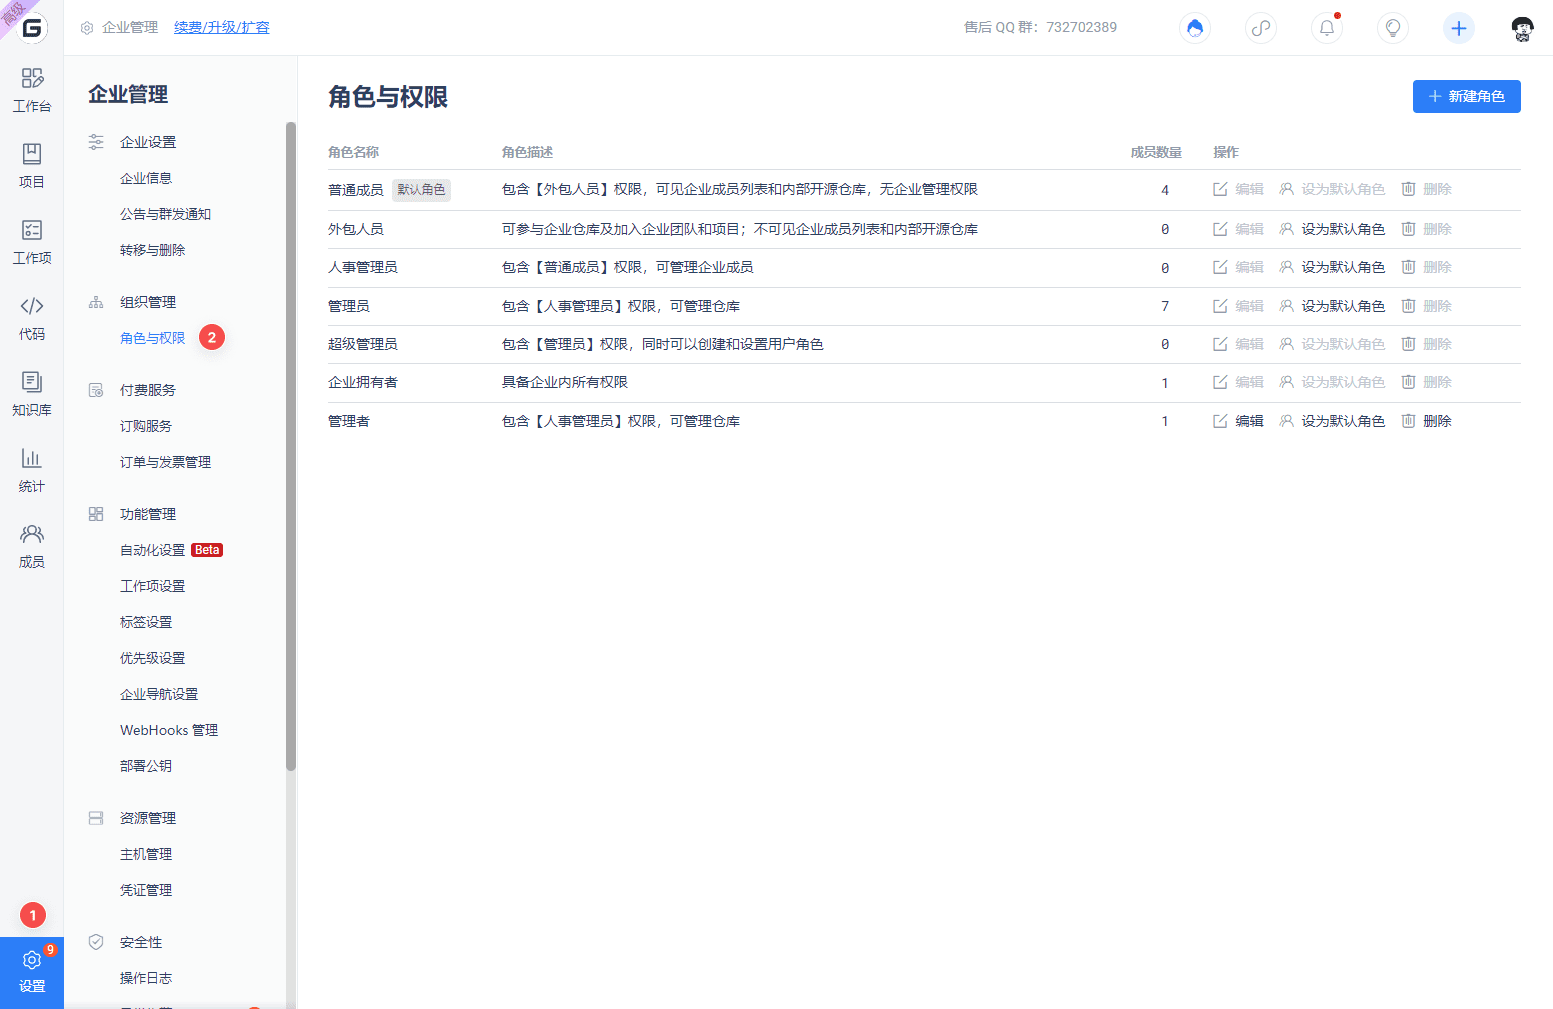 高级
G
企业管理 续费/升级/扩容
售后 QQ 群：732702389
工作台
项目
工作项
代码
知识库
统计
成员
1
9
设置
企业管理
企业设置
企业信息
公告与群发通知
转移与删除
组织管理
角色与权限 2
付费服务
订购服务
订单与发票管理
功能管理
自动化设置 Beta
工作项设置
标签设置
优先级设置
企业导航设置
WebHooks 管理
部署公钥
资源管理
主机管理
凭证管理
安全性
操作日志
角色与权限
新建角色
角色名称 角色描述 成员数量 操作
普通成员 默认角色 包含【外包人员】权限，可见企业成员列表和内部开源仓库，无企业管理权限 4 编辑 设为默认角色 删除
外包人员 可参与企业仓库及加入企业团队和项目；不可见企业成员列表和内部开源仓库 0 编辑 设为默认角色 删除
人事管理员 包含【普通成员】权限，可管理企业成员 0 编辑 设为默认角色 删除
管理员 包含【人事管理员】权限，可管理仓库 7 编辑 设为默认角色 删除
超级管理员 包含【管理员】权限，同时可以创建和设置用户角色 0 编辑 设为默认角色 删除
企业拥有者 具备企业内所有权限 1 编辑 设为默认角色 删除
管理者 包含【人事管理员】权限，可管理仓库 1 编辑 设为默认角色 删除